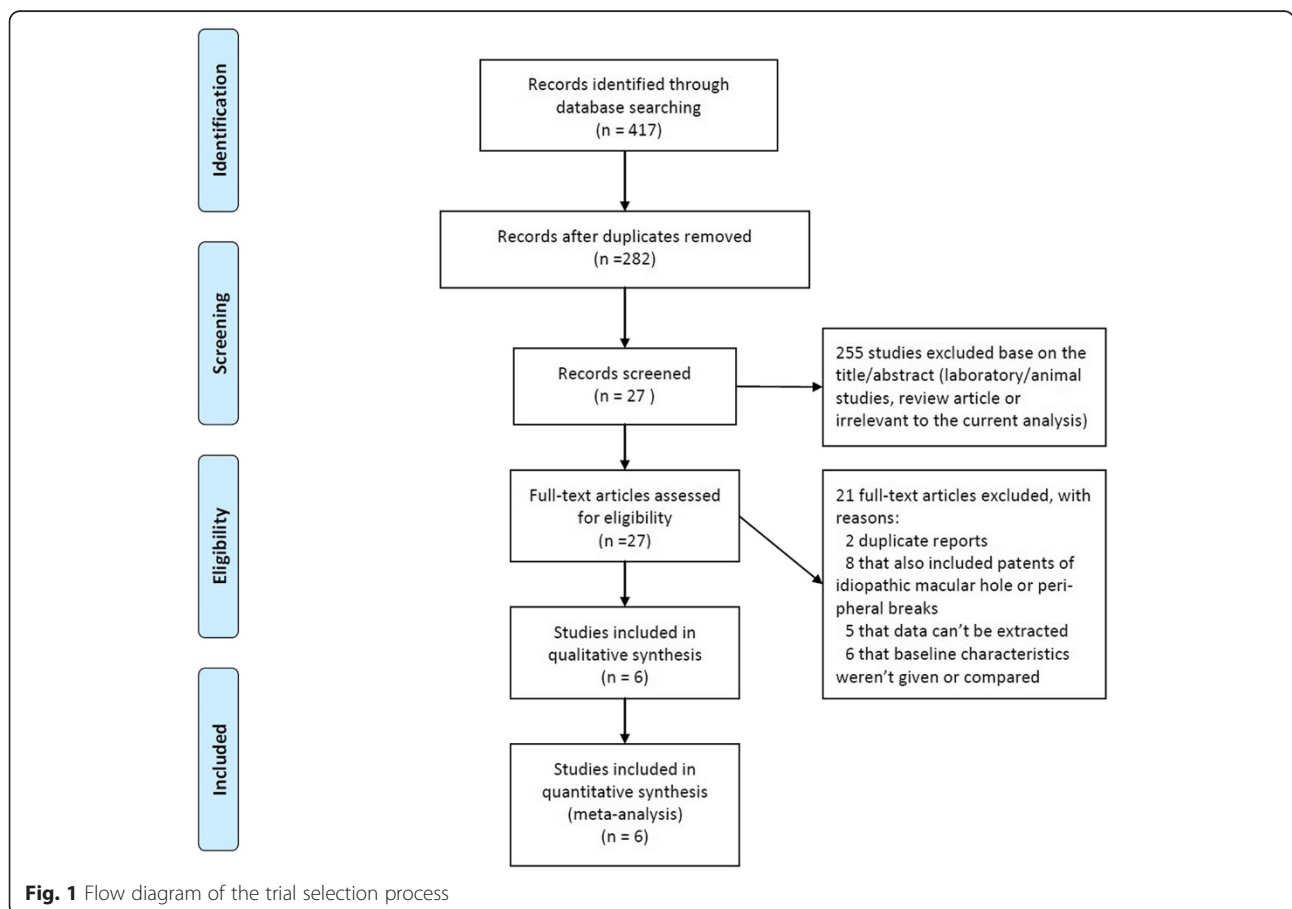 Identification
Records identified through
database searching
(n = 417)
Records after duplicates removed
(n =282)
Screening
Records screened
(n = 27 )
255 studies excluded base on the
title/abstract (laboratory/animal
studies, review article or
irrelevant to the current analysis)
Eligibility
Full-text articles assessed
for eligibility
(n =27)
21 full-text articles excluded, with
reasons:
2 duplicate reports
8 that also included patents of
idiopathic macular hole or peri-
pheral breaks
5 that data can't be extracted
6 that baseline characteristics
weren't given or compared
Studies included in
qualitative synthesis
(n = 6)
Included
Studies included in
quantitative synthesis
(meta-analysis)
(n = 6)
Fig. 1 Flow diagram of the trial selection process